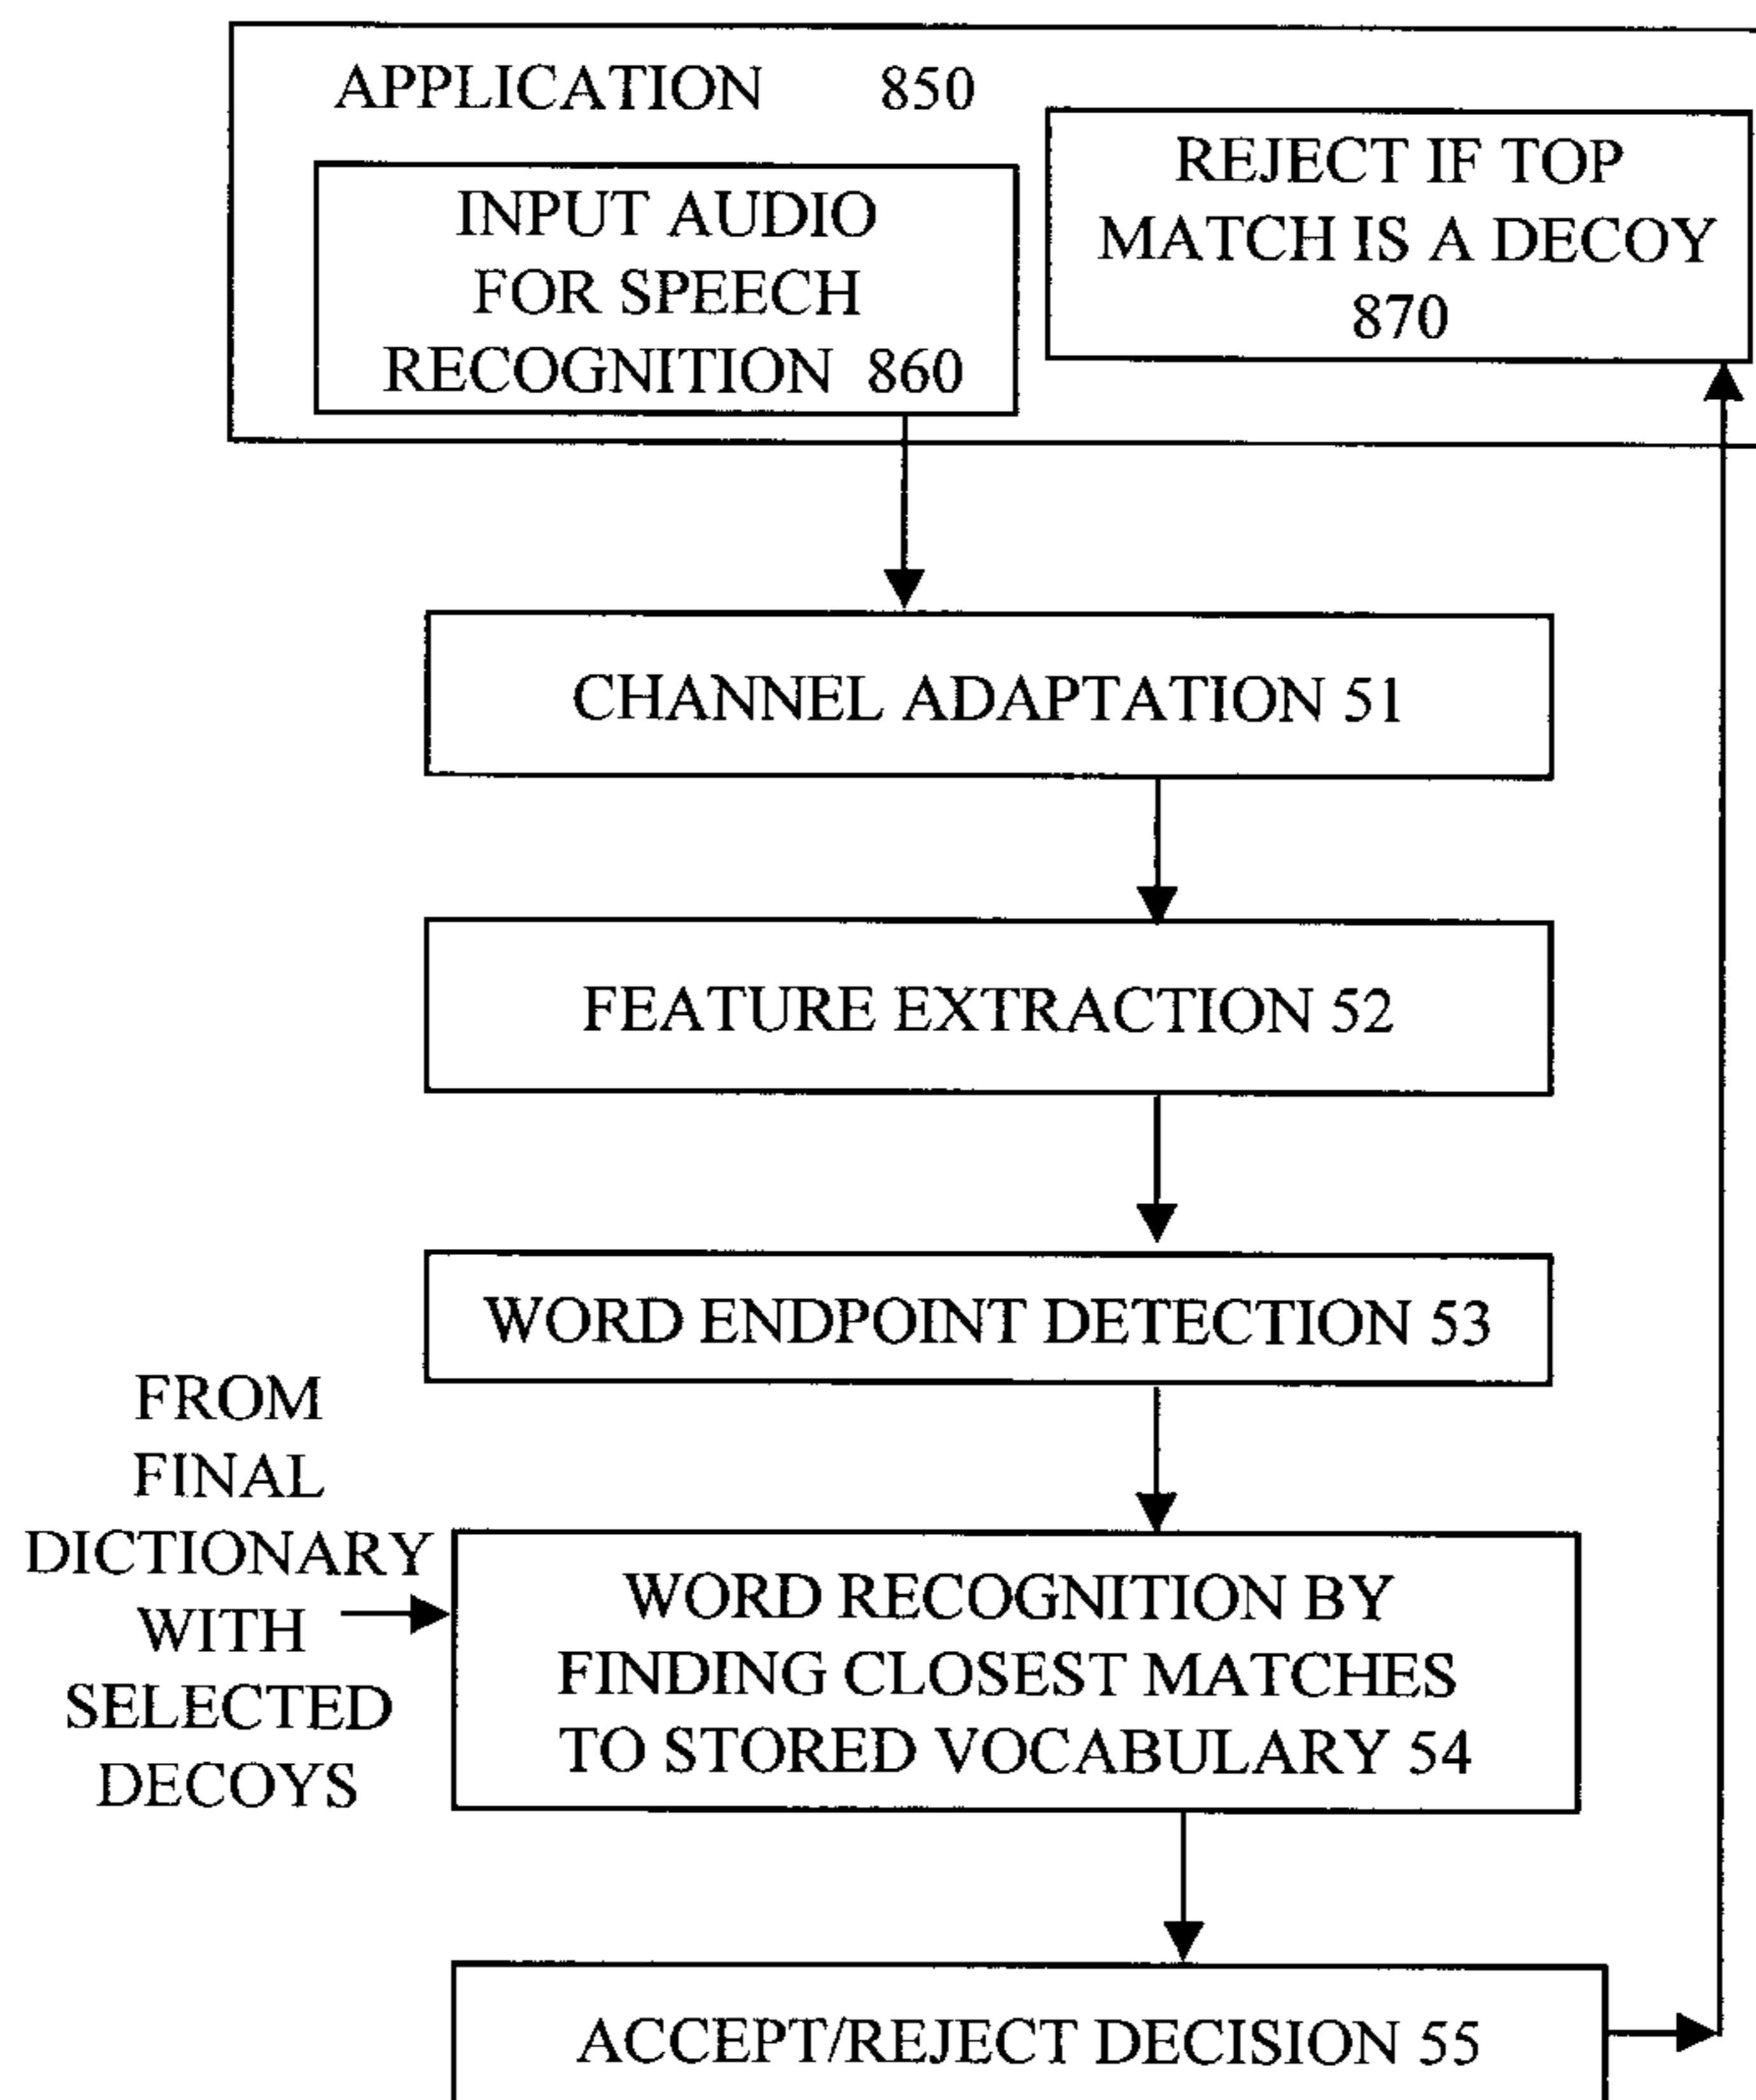 APPLICATION 850
INPUT AUDIO
FOR SPEECH
RECOGNITION 860
REJECT IF TOP
MATCH IS A DECOY
870
CHANNEL ADAPTATION 51
FEATURE EXTRACTION 52
WORD ENDPOINT DETECTION 53
FROM
FINAL
DICTIONARY
WITH
SELECTED
DECOYS
WORD RECOGNITION BY
FINDING CLOSEST MATCHES
TO STORED VOCABULARY 54
ACCEPT/REJECT DECISION 55